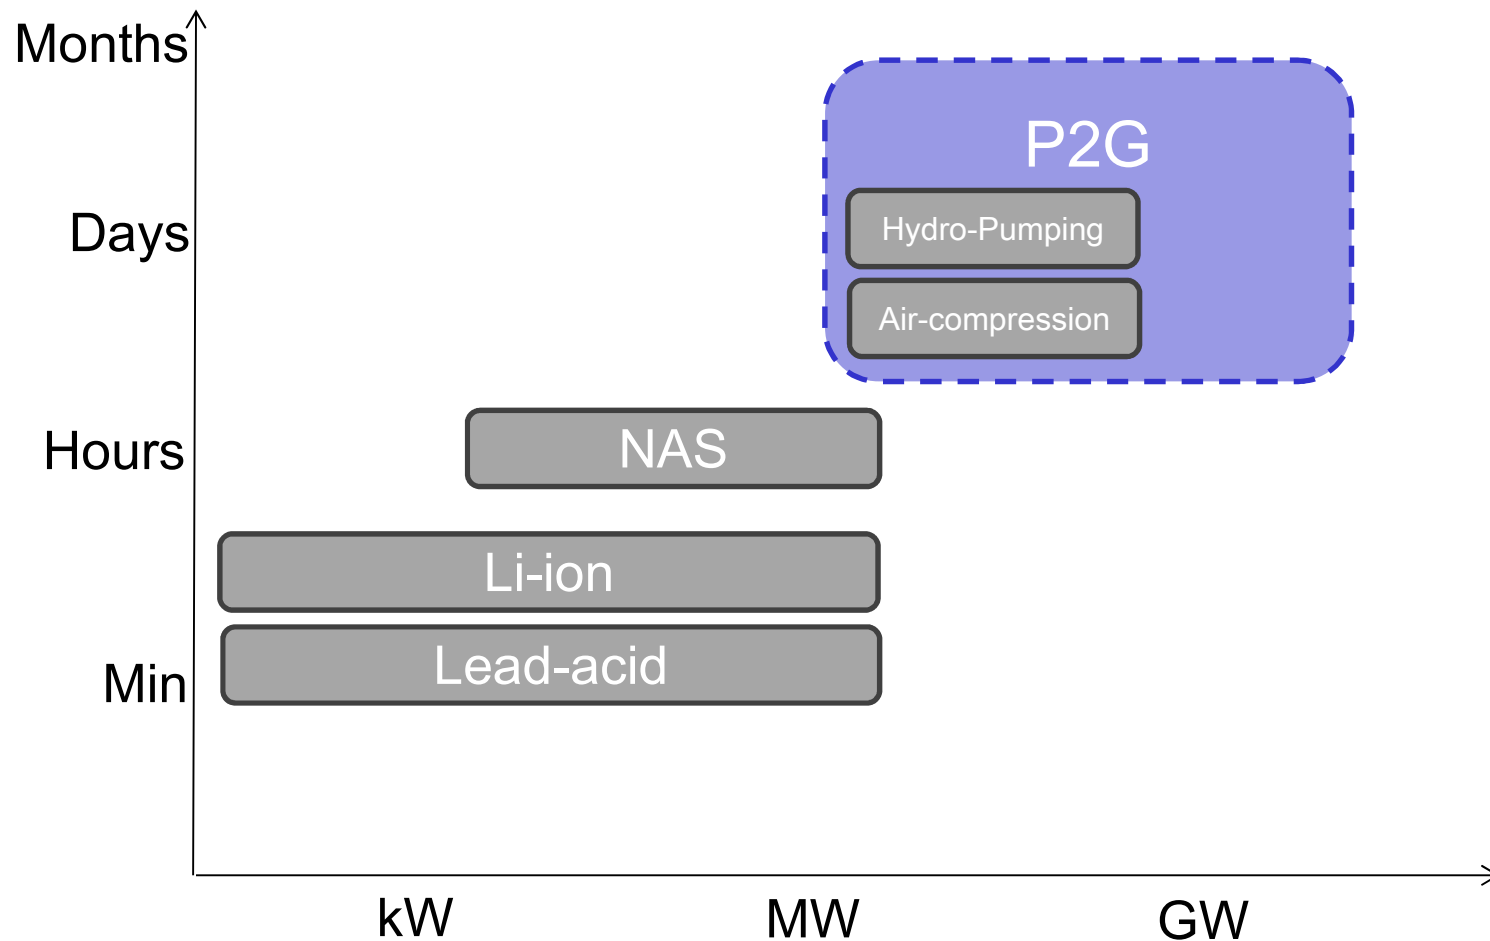 Months
P2G
Days
Hydro-Pumping
Air-compression
Hours
NAS
Li-ion
Lead-acid
Min
kW
MW
GW